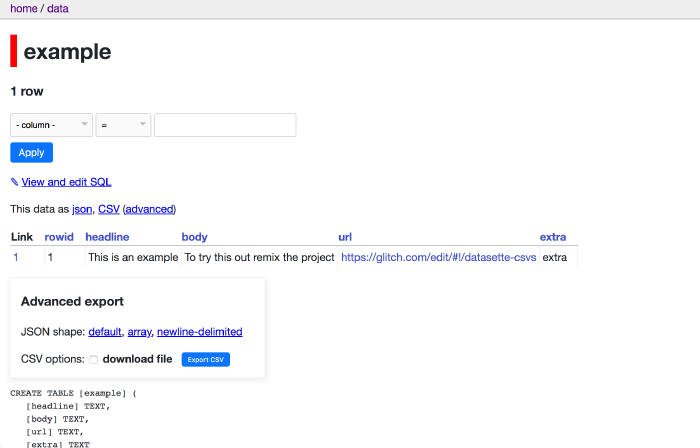 home / data
example
1 row
- column -
=
Apply
✎ View and edit SQL
This data as json, CSV (advanced)
Link rowid headline body url extra
1 1 This is an example To try this out remix the project https://glitch.com/edit/#!/datasette-csvs extra
Advanced export
JSON shape: default, array, newline-delimited
CSV options: download file Export CSV
CREATE TABLE [example] (
[headline] TEXT,
[body] TEXT,
[url] TEXT,
[extra] TEXT